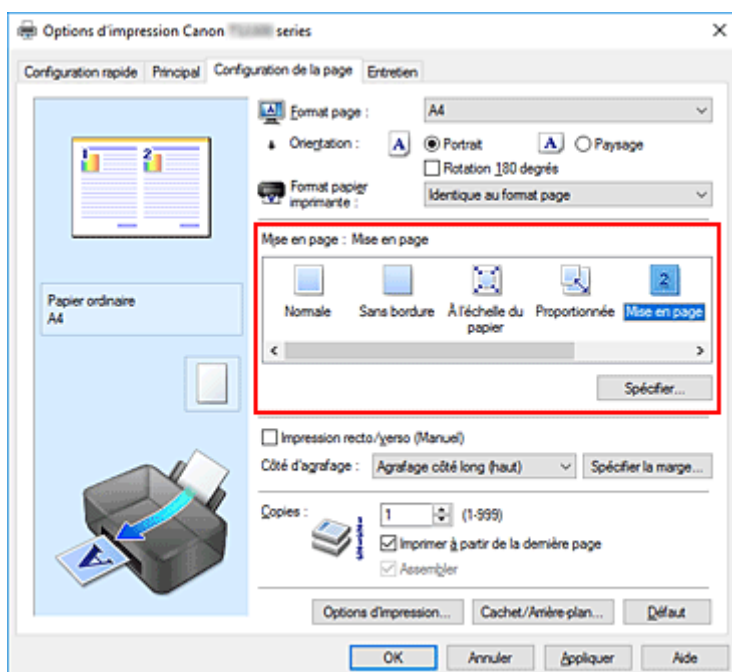 Options d'impression Canon series
Configuration rapide Principal Configuration de la page Entretien
1 2
Papier ordinaire
A4
A
Format page : A4
Orientation : A Portrait A Paysage
Rotation 180 degrés
Format papier
imprimante : Identique au format page
Mise en page : Mise en page
2
Normale Sans bordure À l'échelle du Proportionnée Mise en page
papier
Spécifier...
Impression recto/verso (Manuel)
Côté d'agrafage : Agrafage côté long (haut) Spécifier la marge...
Copies : 1 (1-999)
Imprimer à partir de la dernière page
Assembler
Options d'impression... Cachet/Arrière-plan... Défaut
OK Annuler Appliquer Aide